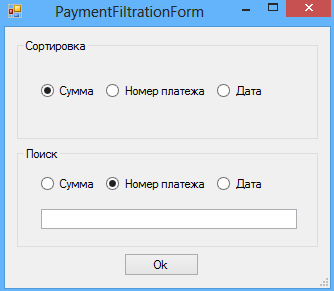 PaymentFiltrationForm
Сортировка
Сумма Номер платежа Дата
Поиск
Сумма Номер платежа Дата
Ok